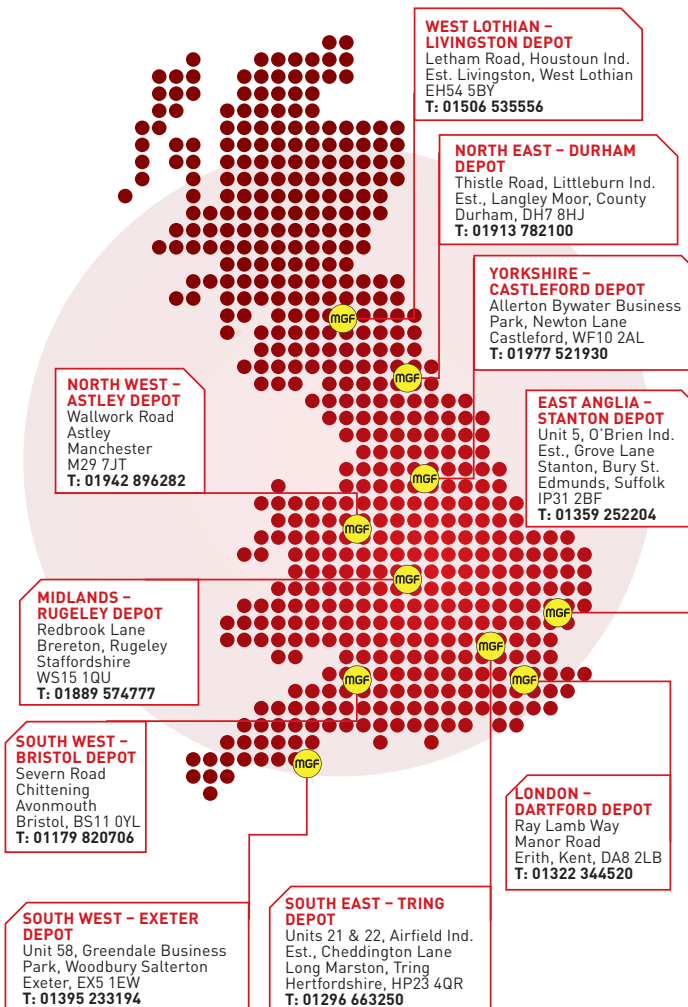 WEST LOTHIAN –
LIVINGSTON DEPOT
Letham Road, Houstoun Ind.
Est. Livingston, West Lothian
EH54 5BY
T: 01506 535556
NORTH EAST – DURHAM
DEPOT
Thistle Road, Littleburn Ind.
Est., Langley Moor, County
Durham, DH7 8HJ
T: 01913 782100
YORKSHIRE –
CASTLEFORD DEPOT
Allerton Bywater Business
Park, Newton Lane
Castleford, WF10 2AL
T: 01977 521930
NORTH WEST –
ASTLEY DEPOT
Wallwork Road
Astley
Manchester
M29 7JT
T: 01942 896282
EAST ANGLIA –
STANTON DEPOT
Unit 5, O'Brien Ind.
Est., Grove Lane
Stanton, Bury St.
Edmunds, Suffolk
IP31 2BF
T: 01359 252204
MGF
MGF
MGF
MGF
MGF
MGF
MGF
MGF
MGF
MGF
MIDLANDS –
RUGELEY DEPOT
Redbrook Lane
Brereton, Rugeley
Staffordshire
WS15 1QU
T: 01889 574777
SOUTH WEST –
BRISTOL DEPOT
Severn Road
Chittening
Avonmouth
Bristol, BS11 0YL
T: 01179 820706
LONDON –
DARTFORD DEPOT
Ray Lamb Way
Manor Road
Erith, Kent, DA8 2LB
T: 01322 344520
SOUTH WEST – EXETER
DEPOT
Unit 58, Greendale Business
Park, Woodbury Salterton
Exeter, EX5 1EW
T: 01395 233194
SOUTH EAST – TRING
DEPOT
Units 21 & 22, Airfield Ind.
Est., Cheddington Lane
Long Marston, Tring
Hertfordshire, HP23 4QR
T: 01296 663250